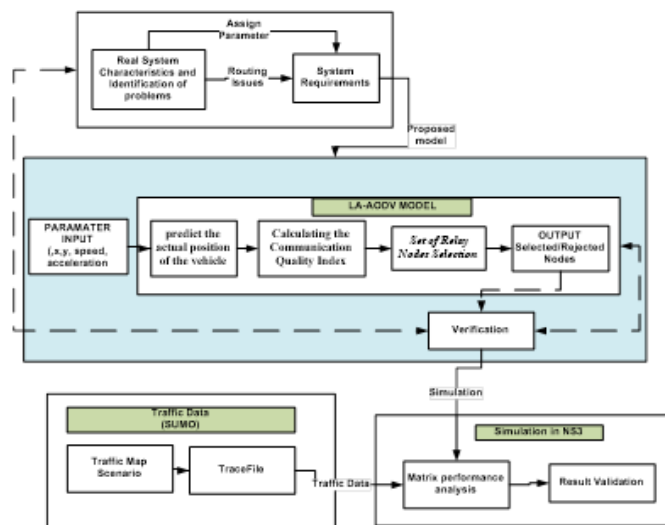 Assign
Parameter
Real System
Characteristics and
Identification of
problems
Routing
Issues
System
Requirements
Proposed
model
LA-AODV MODEL
PARAMATER
INPUT
(,x,y, speed,
acceleration
predict the
actual position
of the vehicle
Calculating the
Communication
Quality Index
Set of Relay
Nodes Selection
OUTPUT
Selected/Rejected
Nodes
Verification
Simulation
Traffic Data
(SUMO)
Traffic Map
Scenario
TraceFile
Traffic Data
Simulation in NS3
Matrix performance
analysis
Result Validation